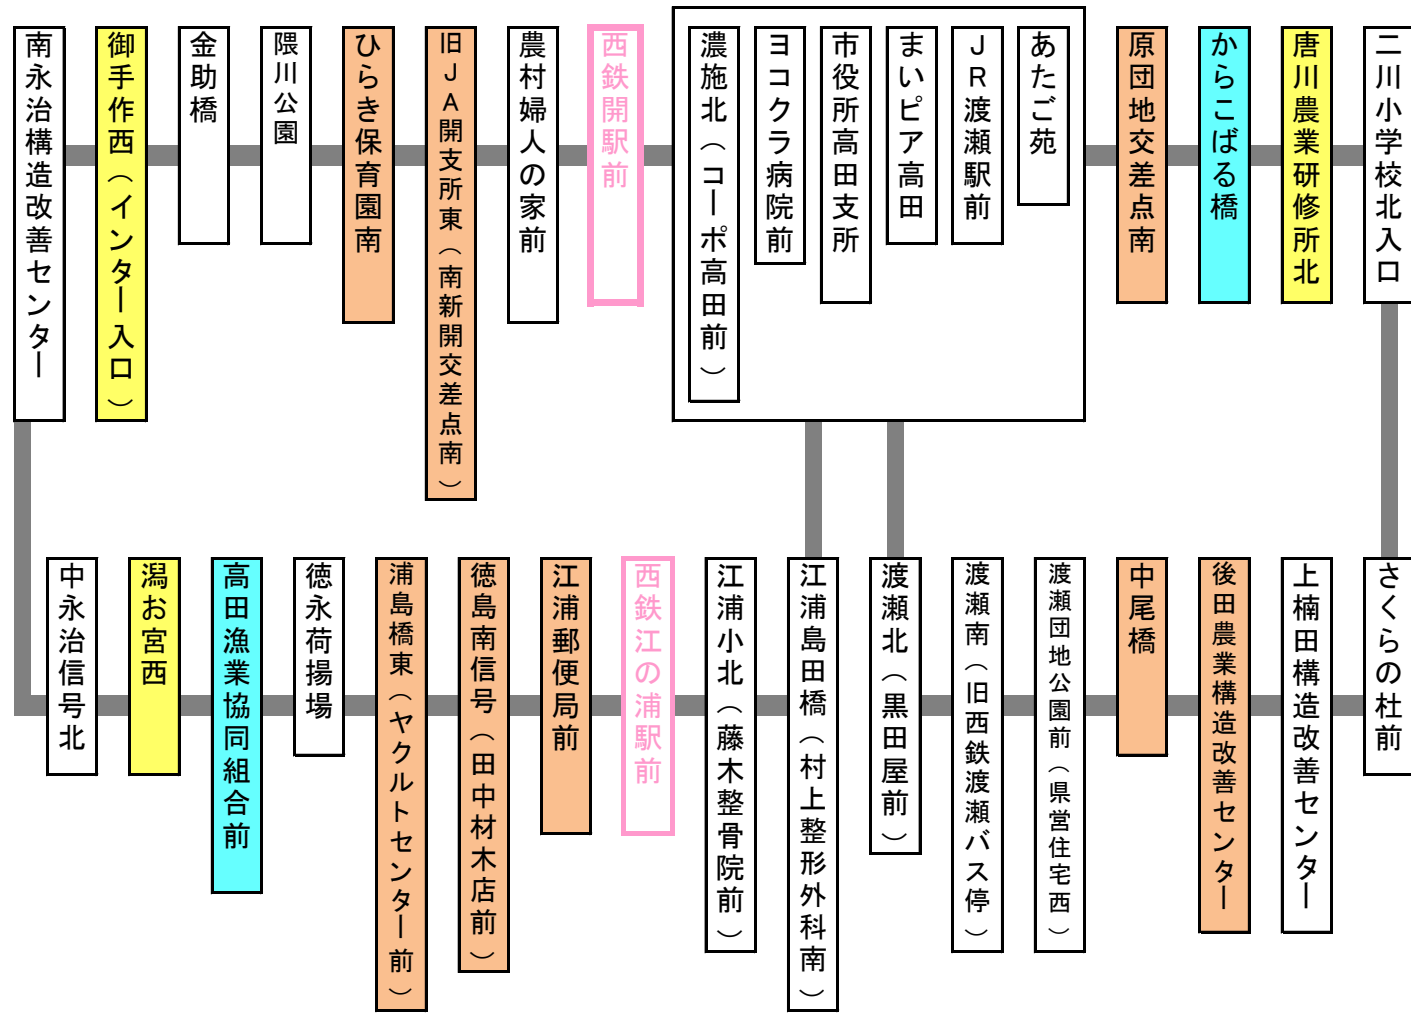 南永治構造改善センター
御手作西（インター入口）
金助橋
隈川公園
ひらき保育園南
旧ＪＡ開支所東（南新開交差点南）
農村婦人の家前
西鉄開駅前
濃施北（コーポ高田前）
ヨコクラ病院前
市役所高田支所
まいピア高田
ＪＲ渡瀬駅前
あたご苑
原団地交差点南
からこばる橋
唐川農業研修所北
二川小学校北入口
中永治信号北
潟お宮西
高田漁業協同組合前
徳永荷揚場
浦島橋東（ヤクルトセンター前）
徳島南信号（田中材木店前）
江浦郵便局前
西鉄江の浦駅前
江浦小北（藤木整骨院前）
江浦島田橋（村上整形外科南）
渡瀬北（黒田屋前）
渡瀬南（旧西鉄渡瀬バス停）
渡瀬団地公園前（県営住宅西）
中尾橋
後田農業構造改善センター
上楠田構造改善センター
さくらの杜前